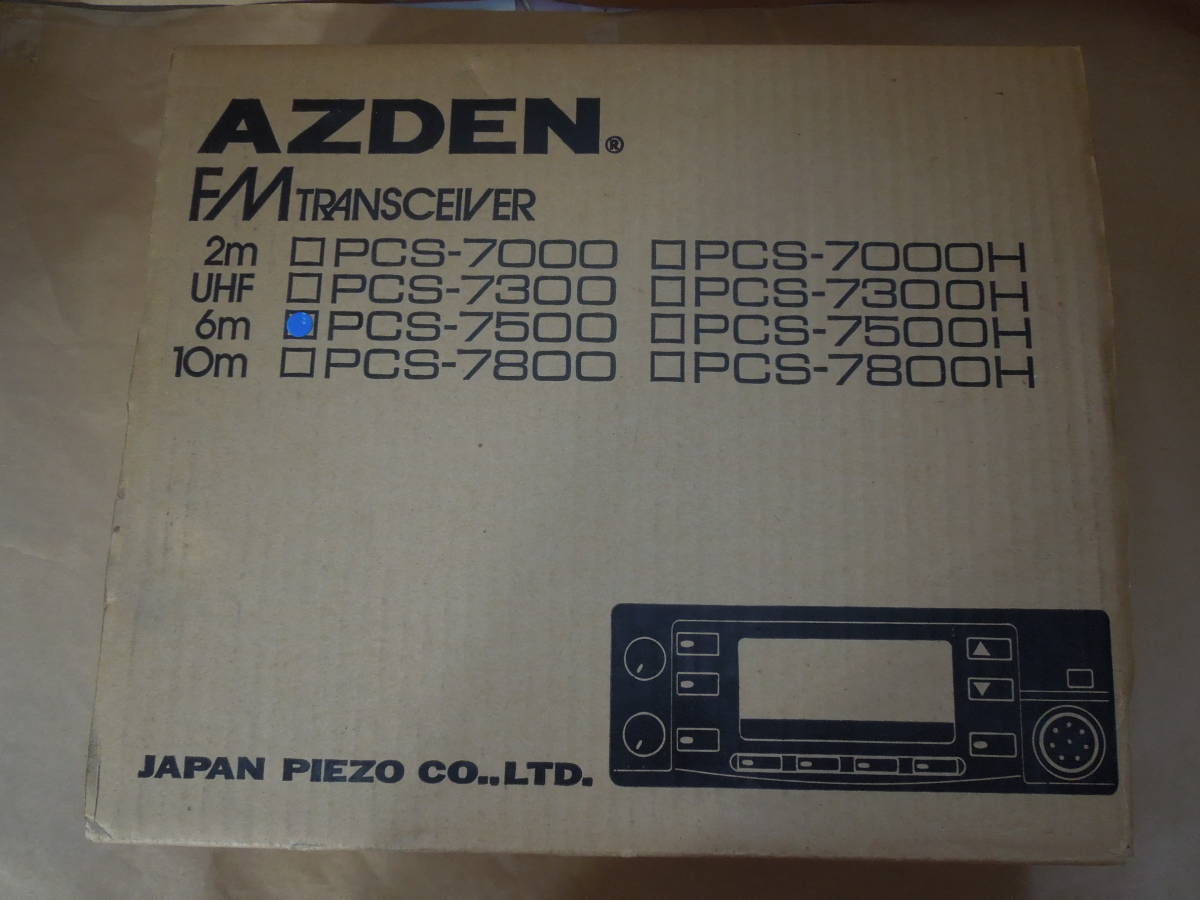 AZDEN®
FM TRANSCEIVER
2m PCS-7000 PCS-7000H
UHF PCS-7300 PCS-7300H
6m PCS-7500 PCS-7500H
10m PCS-7800 PCS-7800H
JAPAN PIEZO CO.,LTD.